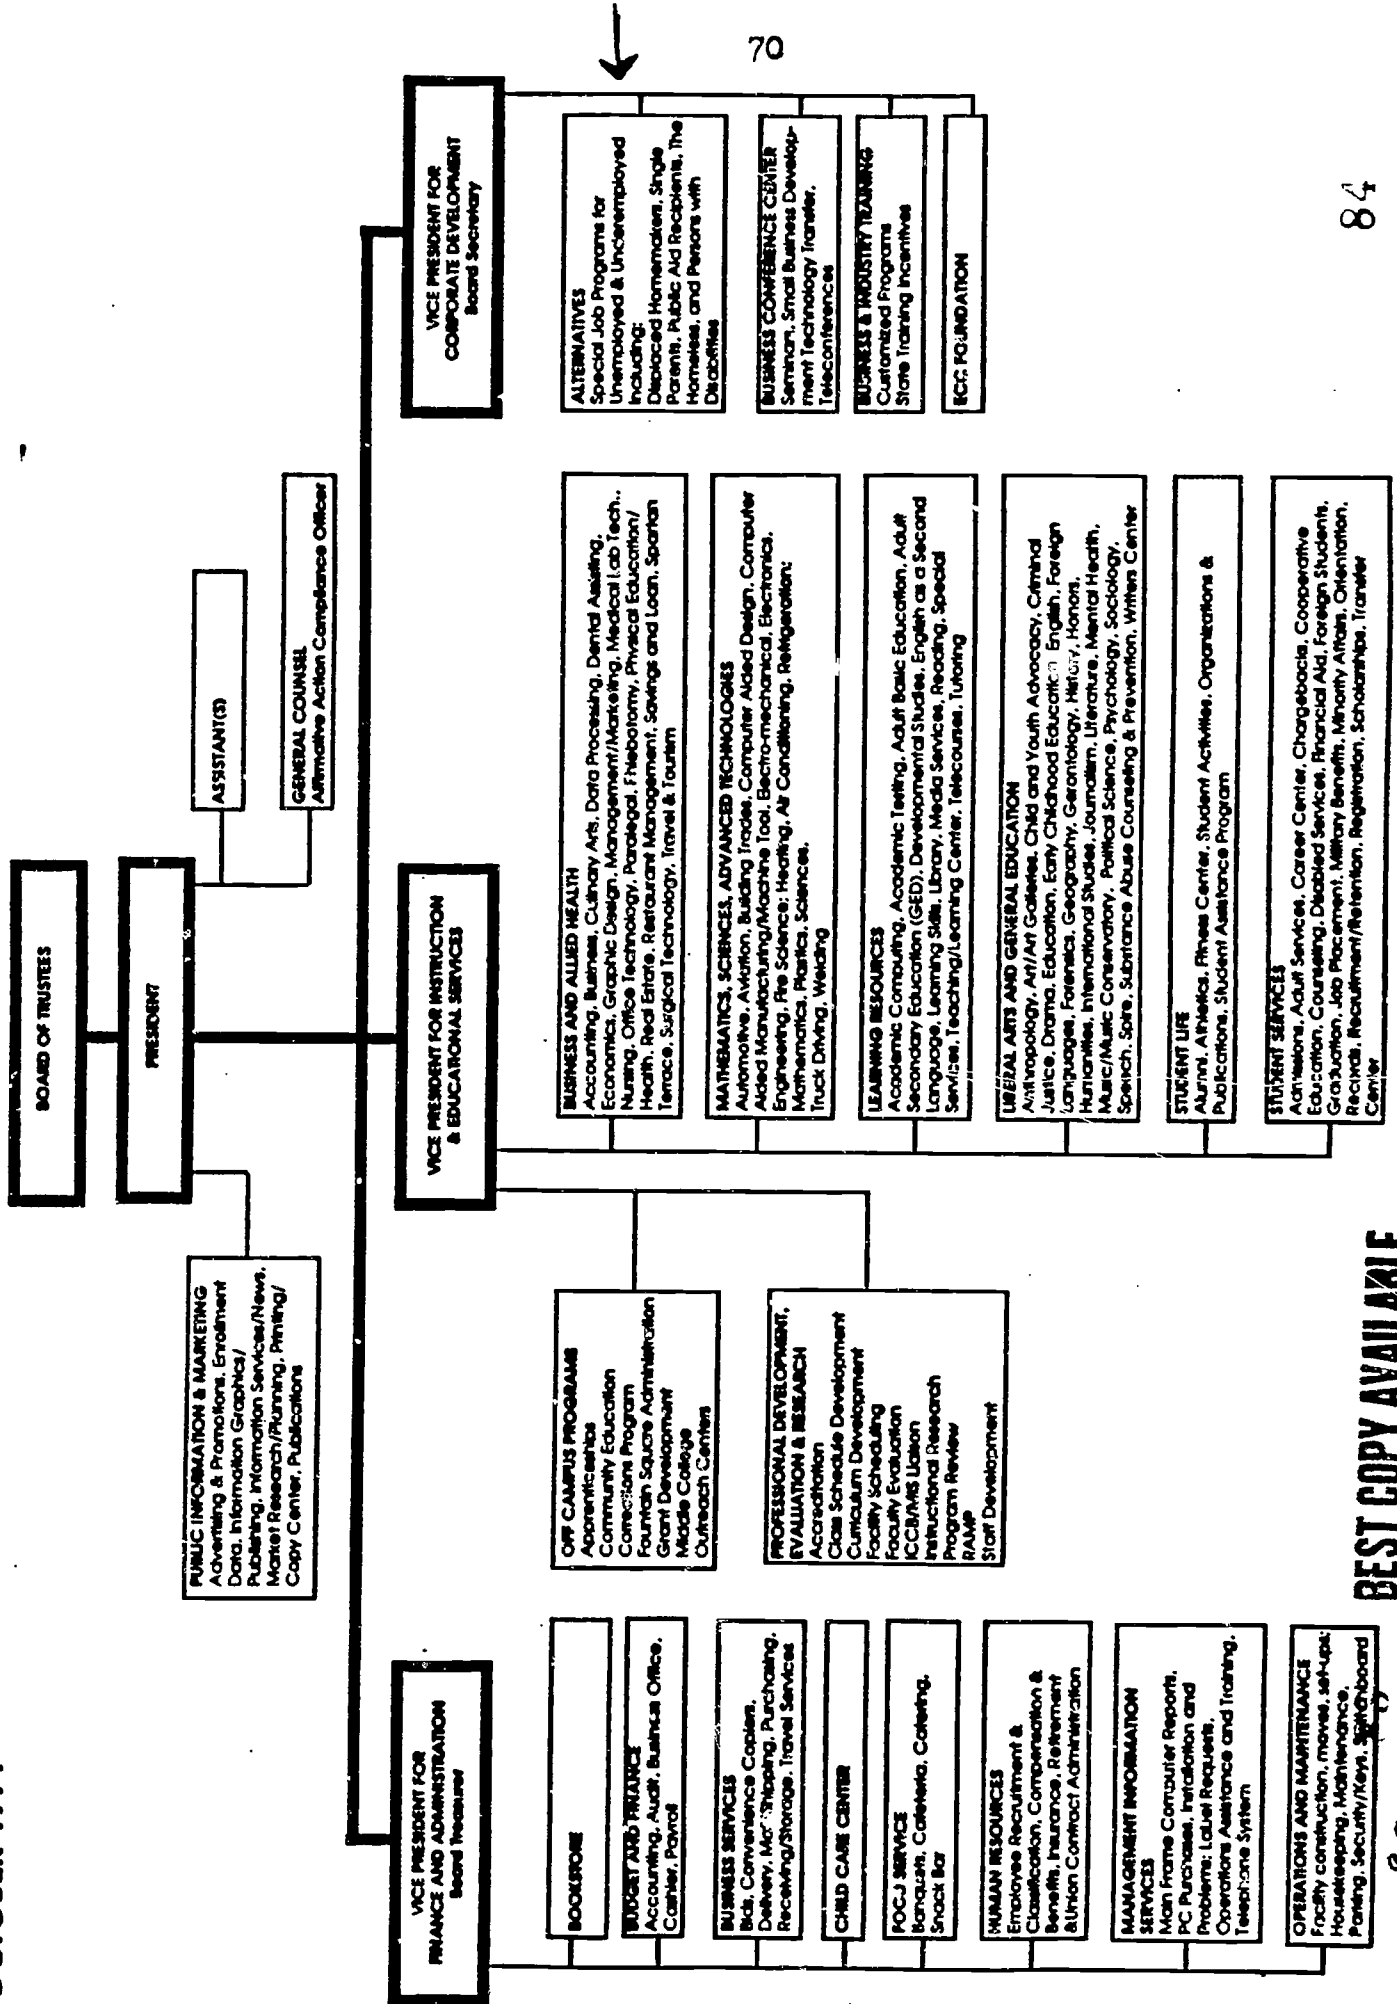 70
84
BOARD OF TRUSTEES
PRESIDENT
ASSISTANT(S)
GENERAL COUNSEL
Affirmative Action Compliance Officer
PUBLIC INFORMATION & MARKETING
Advertising & Promotions, Enrollment
Data, Information Graphics/
Publishing, Information Services/News,
Market Research/Planning, Printing/
Copy Center, Publications
VICE PRESIDENT FOR
FINANCE AND ADMINISTRATION
Board Treasurer
BOOKSTORE
BUDGET AND FINANCE
Accounting, Audit, Business Office,
Cashier, Payroll
BUSINESS SERVICES
Bids, Convenience Copiers,
Delivery, Mail, Shipping, Purchasing,
Receiving/Storage, Travel Services
CHILD CARE CENTER
SERVICE
Banquets, Cafeteria, Catering,
Snack Bar
HUMAN RESOURCES
Employee Recruitment &
Classification, Compensation &
Benefits, Insurance, Retirement
& Union Contract Administration
MANAGEMENT INFORMATION
SERVICES
Main Frame Computer Reports,
PC Purchases, Installation and
Problems; Label Requests,
Operations Assistance and Training,
Telephone System
OPERATIONS AND MAINTENANCE
Facility construction, moves, set-ups;
Housekeeping, Maintenance,
Parking, Security/Keys, Switchboard
VICE PRESIDENT FOR INSTRUCTION
& EDUCATIONAL SERVICES
OFF CAMPUS PROGRAMS
Apprenticeships
Community Education
Corrections Program
Fountain Square Administration
Grant Development
Middle College
Outreach Centers
PROFESSIONAL DEVELOPMENT,
EVALUATION & RESEARCH
Accreditation
Class Schedule Development
Curriculum Development
Facility Scheduling
Faculty Evaluation
ICCB/MIS Liaison
Instructional Research
Program Review
RAMP
Staff Development
BUSINESS AND ALLIED HEALTH
Accounting, Business, Culinary Arts, Data Processing, Dental Assisting,
Economics, Graphic Design, Management/Marketing, Medical Lab Tech.,
Nursing, Office Technology, Paralegal, Phlebotomy, Physical Education/
Health, Real Estate, Restaurant Management, Savings and Loan, Spartan
Terrace, Surgical Technology, Travel & Tourism
MATHEMATICS, SCIENCES, ADVANCED TECHNOLOGIES
Automotive, Aviation, Building Trades, Computer Aided Design, Computer
Aided Manufacturing/Machine Tool, Electro-mechanical, Electronics,
Engineering, Fire Science; Heating, Air Conditioning, Refrigeration;
Mathematics, Plastics, Sciences,
Truck Driving, Welding
LEARNING RESOURCES
Academic Computing, Academic Testing, Adult Basic Education, Adult
Secondary Education (GED), Developmental Studies, English as a Second
Language, Learning Skills, Library, Media Services, Reading, Special
Services, Teaching/Learning Center, Telecourses, Tutoring
LIBERAL ARTS AND GENERAL EDUCATION
Anthropology, Art/Art Galleries, Child and Youth Advocacy, Criminal
Justice, Drama, Education, Early Childhood Education, English, Foreign
Languages, Forensics, Geography, Gerontology, History, Honors,
Humanities, International Studies, Journalism, Literature, Mental Health,
Music/Music Conservatory, Political Science, Psychology, Sociology,
Speech, Spire, Substance Abuse Counseling & Prevention, Writers Center
STUDENT LIFE
Alumni, Athletics, Fitness Center, Student Activities, Organizations &
Publications, Student Assistance Program
STUDENT SERVICES
Admissions, Adult Services, Career Center, Chargebacks, Cooperative
Education, Counseling, Disabled Services, Financial Aid, Foreign Students,
Graduation, Job Placement, Military Benefits, Minority Affairs, Orientation,
Records, Recruitment/Retention, Registration, Scholarships, Transfer
Center
VICE PRESIDENT FOR
CORPORATE DEVELOPMENT
Board Secretary
ALTERNATIVES
Special Job Programs for
Unemployed & Underemployed
Including:
Displaced Homemakers, Single
Parents, Public Aid Recipients, The
Homeless, and Persons with
Disabilities
BUSINESS CONFERENCE CENTER
Seminars, Small Business Develop-
ment Technology Transfer,
Teleconferences
BUSINESS & INDUSTRY TRAINING
Customized Programs
State Training Incentives
ECC FOUNDATION
BEST COPY AVAILABLE